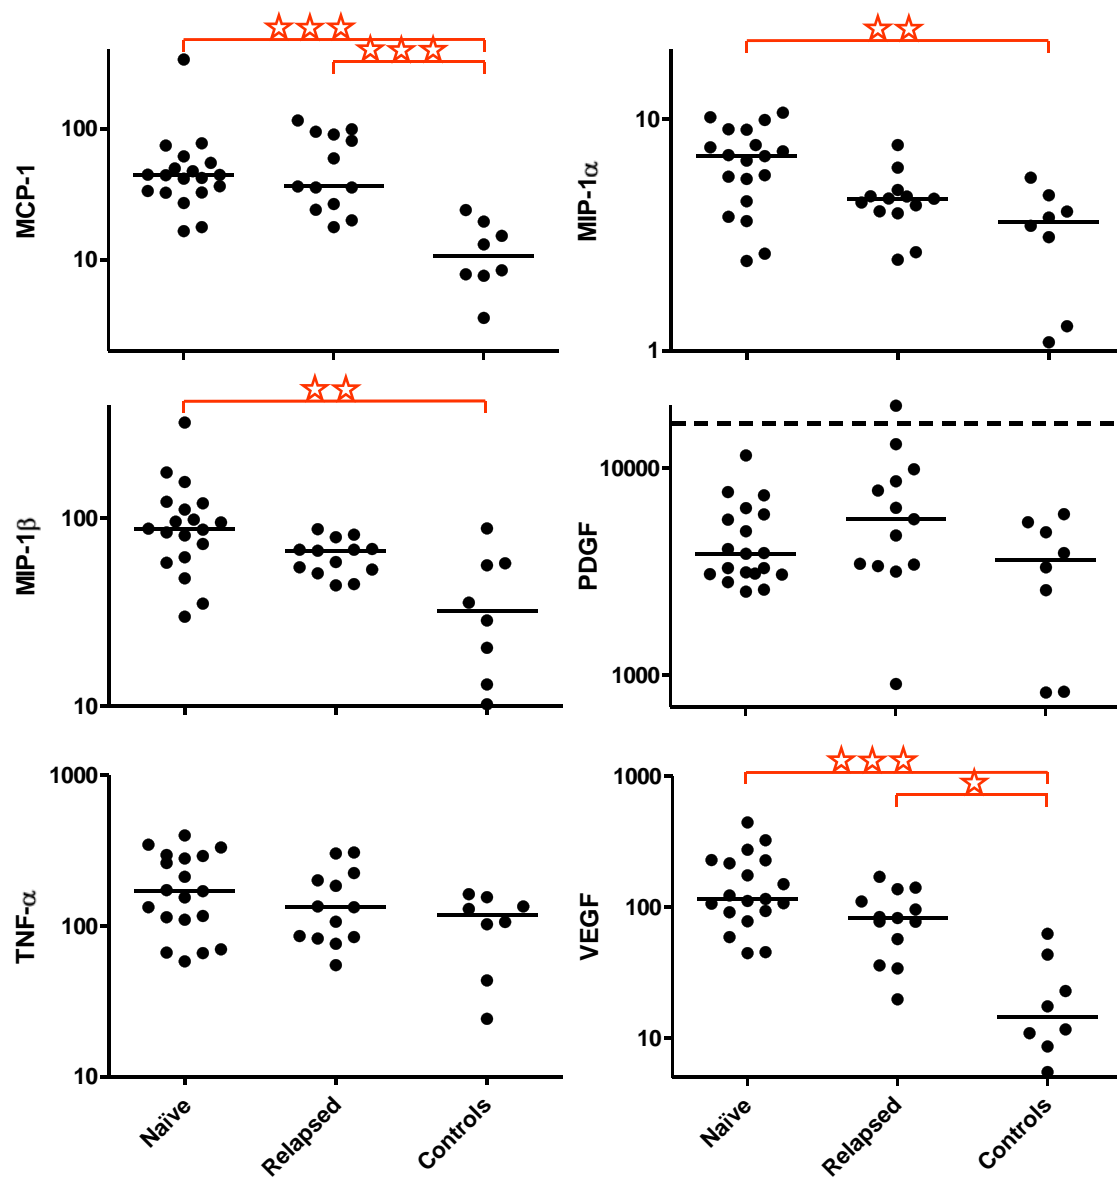 MCP-1
100
10
MIP-1α
10
1
MIP-1β
100
10
PDGF
10000
1000
TNF-α
1000
100
10
VEGF
1000
100
10
Naïve
Relapsed
Controls
Naïve
Relapsed
Controls